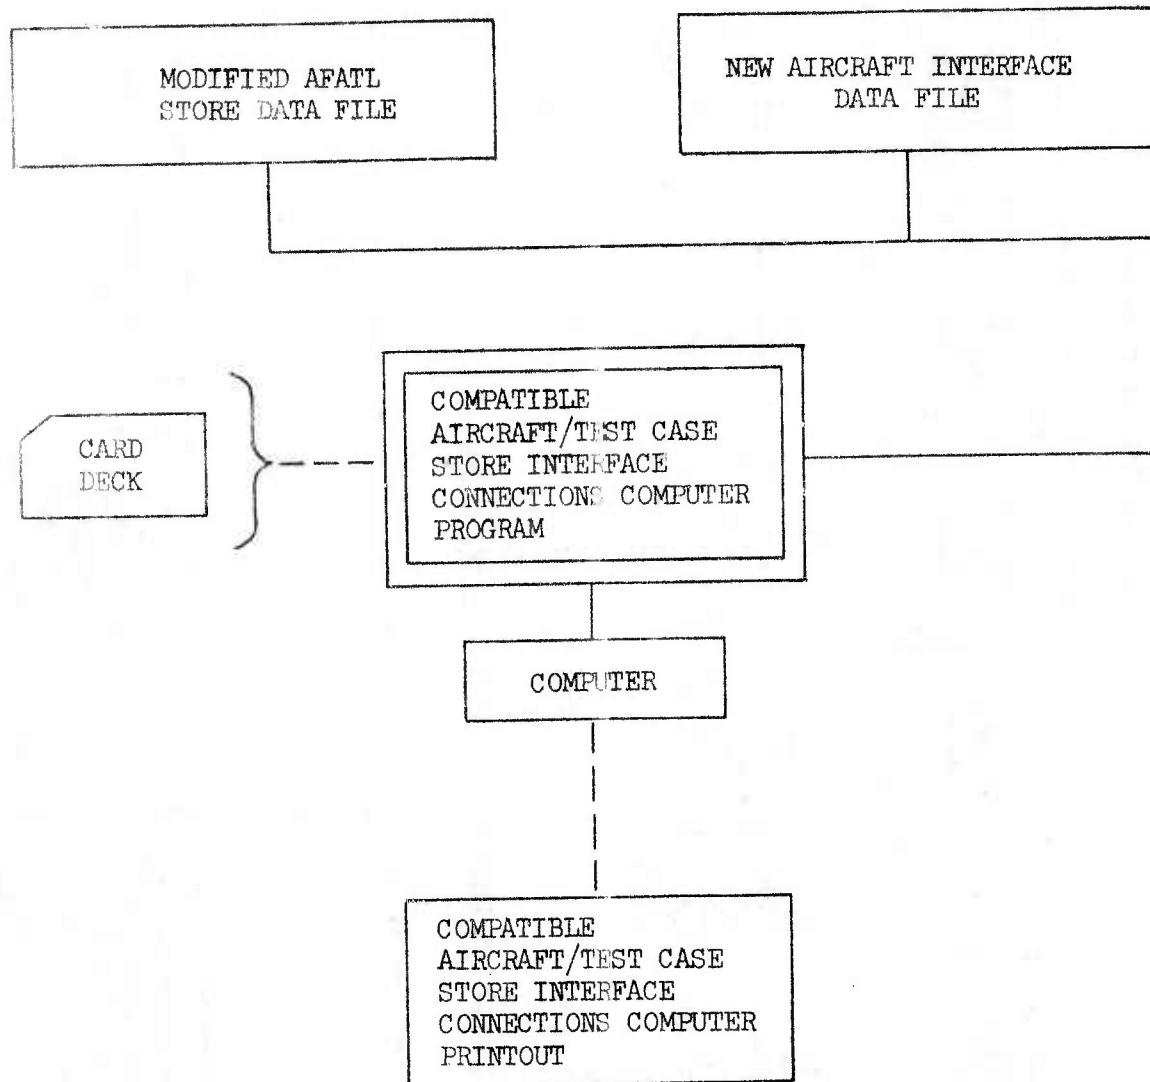 MODIFIED AFATL
STORE DATA FILE
NEW AIRCRAFT INTERFACE
DATA FILE
CARD
DECK
COMPATIBLE
AIRCRAFT/TEST CASE
STORE INTERFACE
CONNECTIONS COMPUTER
PROGRAM
COMPUTER
COMPATIBLE
AIRCRAFT/TEST CASE
STORE INTERFACE
CONNECTIONS COMPUTER
PRINTOUT